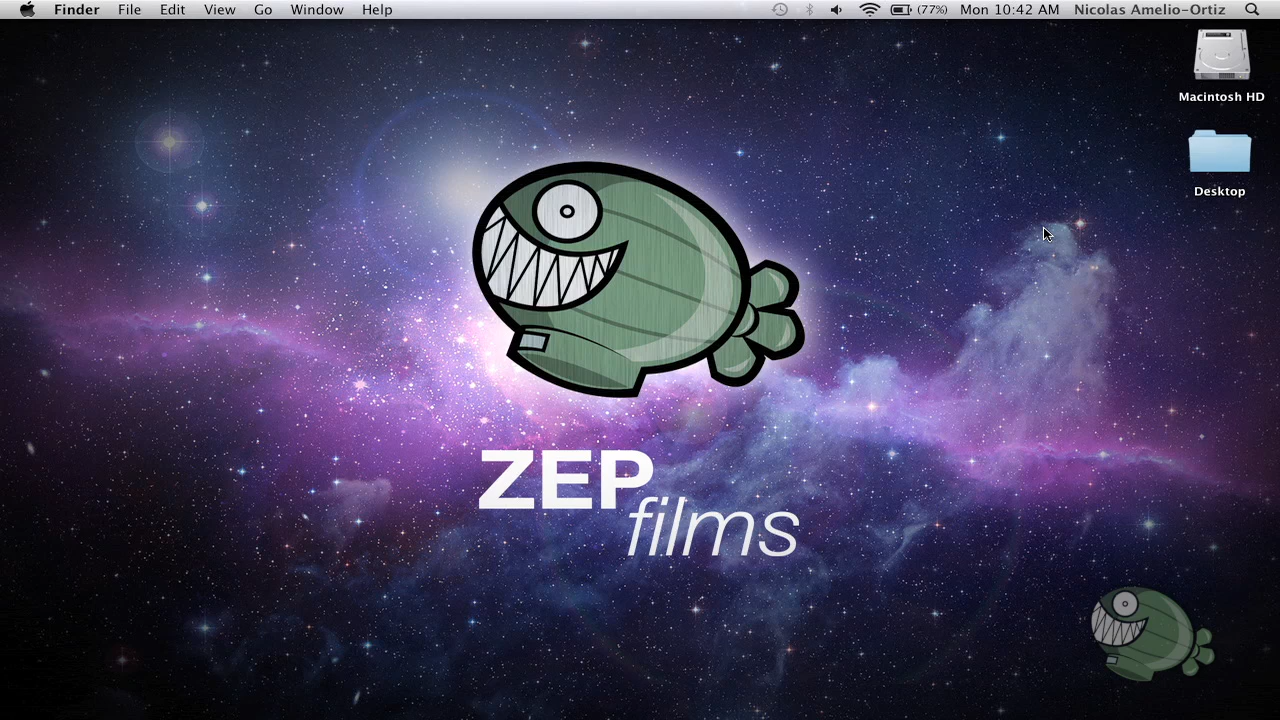 Finder File Edit View Go Window Help (77%) Mon 10:42 AM Nicolas Amelio-Ortiz
Macintosh HD
Desktop
ZEP
films